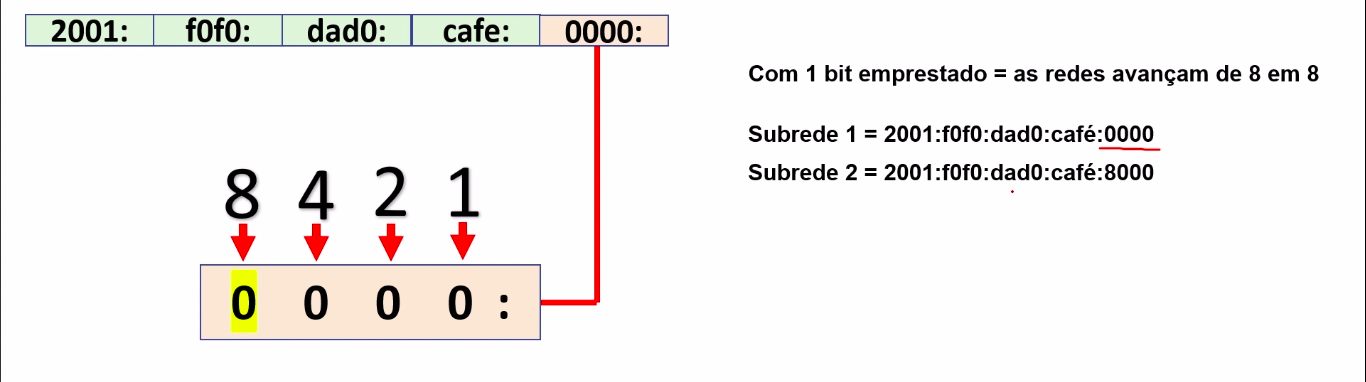 2001: f0f0: dad0: cafe: 0000:
Com 1 bit emprestado = as redes avançam de 8 em 8
Subrede 1 = 2001:f0f0:dad0:café:0000
Subrede 2 = 2001:f0f0:dad0:café:8000
8 4 2 1
0 0 0 0 :